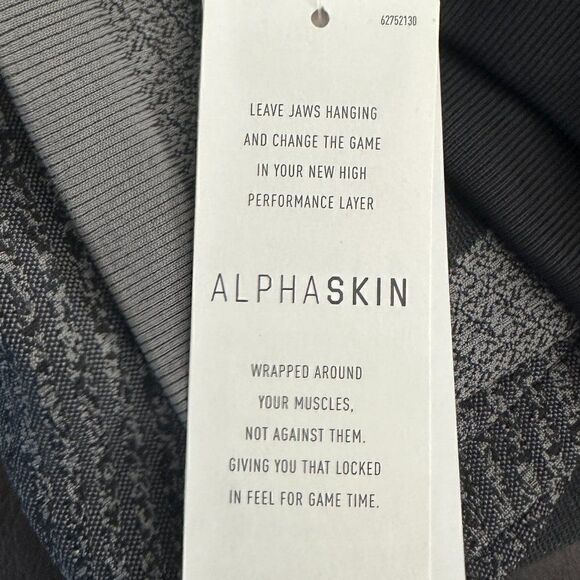 62752130
LEAVE JAWS HANGING
AND CHANGE THE GAME
IN YOUR NEW HIGH
PERFORMANCE LAYER
ALPHASKIN
WRAPPED AROUND
YOUR MUSCLES,
NOT AGAINST THEM.
GIVING YOU THAT LOCKED
IN FEEL FOR GAME TIME.